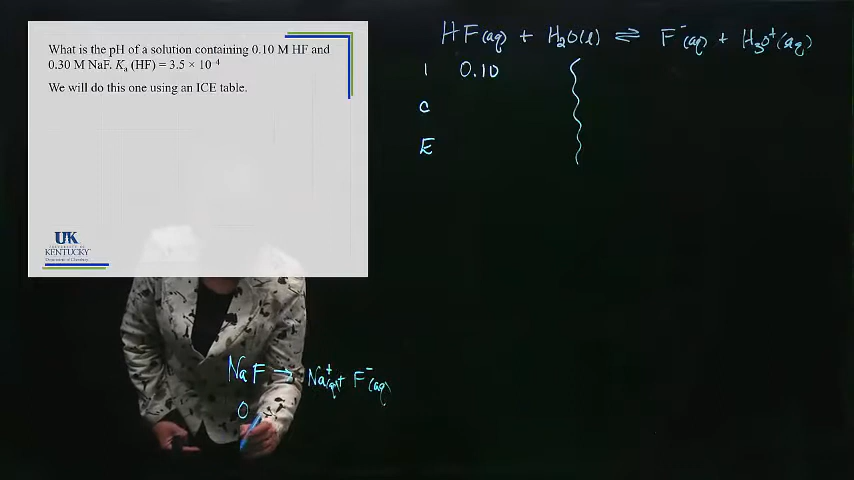 What is the pH of a solution containing 0.10 M HF and
0.30 M NaF. Kₐ (HF) = 3.5 × 10⁻⁴
We will do this one using an ICE table.
UK
UNIVERSITY OF
KENTUCKY
Department of Chemistry
HF(aq) + H₂O(l) ⇌ F⁻(aq) + H₃O⁺(aq)
I 0.10
C
E
NaF → Na⁺(aq) + F⁻(aq)
0